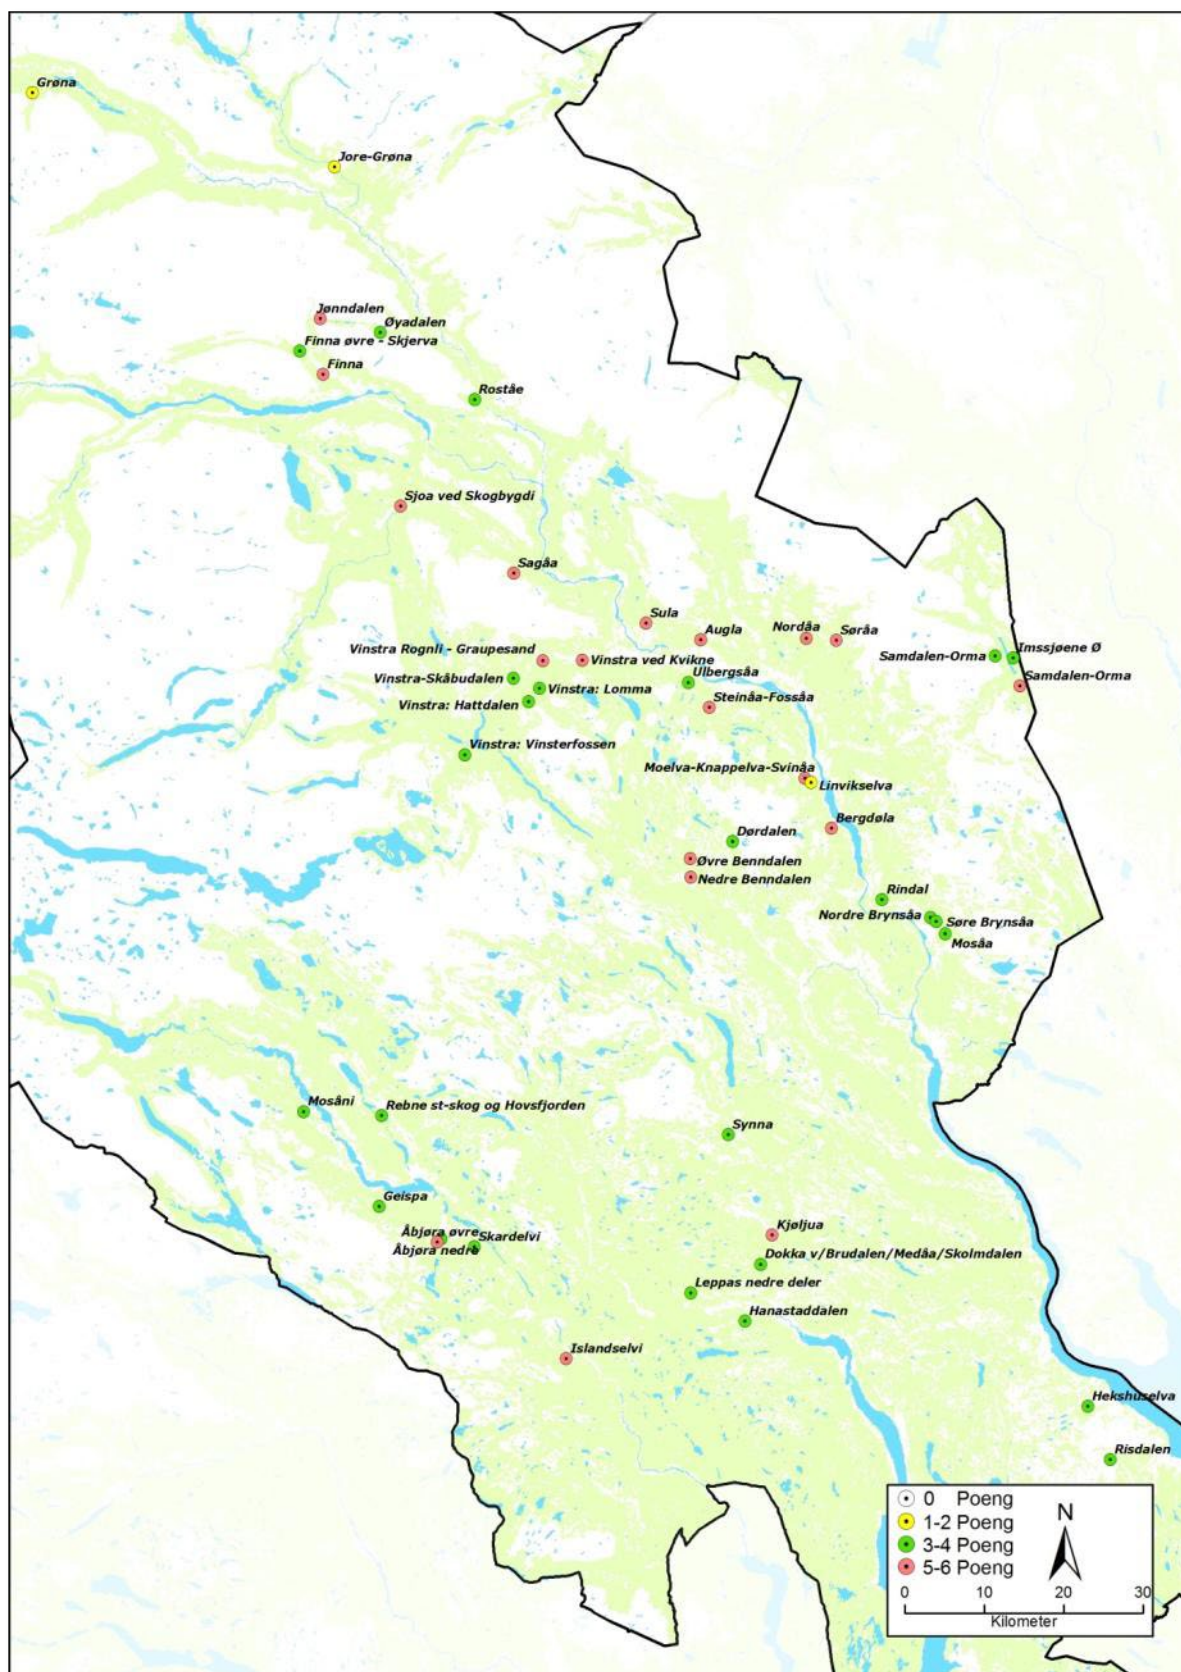 Grøna
Jore-Grøna
Jønndalen
Øyadalen
Finna øvre - Skjerva
Finna
Roståe
Sjoa ved Skogbygdi
Sagåa
Sula
Augla
Nordåa
Søråa
Samdalen-Orma
Imssjøene Ø
Samdalen-Orma
Vinstra Rognli - Graupesand
Vinstra ved Kvikne
Vinstra-Skåbudalen
Vinstra: Lomma
Ulbergsåa
Vinstra: Hattdalen
Steinåa-Fossåa
Vinstra: Vinsterfossen
Moelva-Knappelva-Svinåa
Linvikselva
Bergdøla
Dørdalen
Øvre Benndalen
Nedre Benndalen
Rindal
Nordre Brynsåa
Søre Brynsåa
Mosåa
Mosåni
Rebne st-skog og Hovsfjorden
Synna
Geispa
Åbjøra øvre
Skardelvi
Åbjøra nedre
Kjøljua
Dokka v/Brudalen/Medåa/Skolmdalen
Leppas nedre deler
Hanastaddalen
Islandselvi
Hekshuselva
Risdalen
0 Poeng
1-2 Poeng
3-4 Poeng
5-6 Poeng
N
0 10 20 30
Kilometer